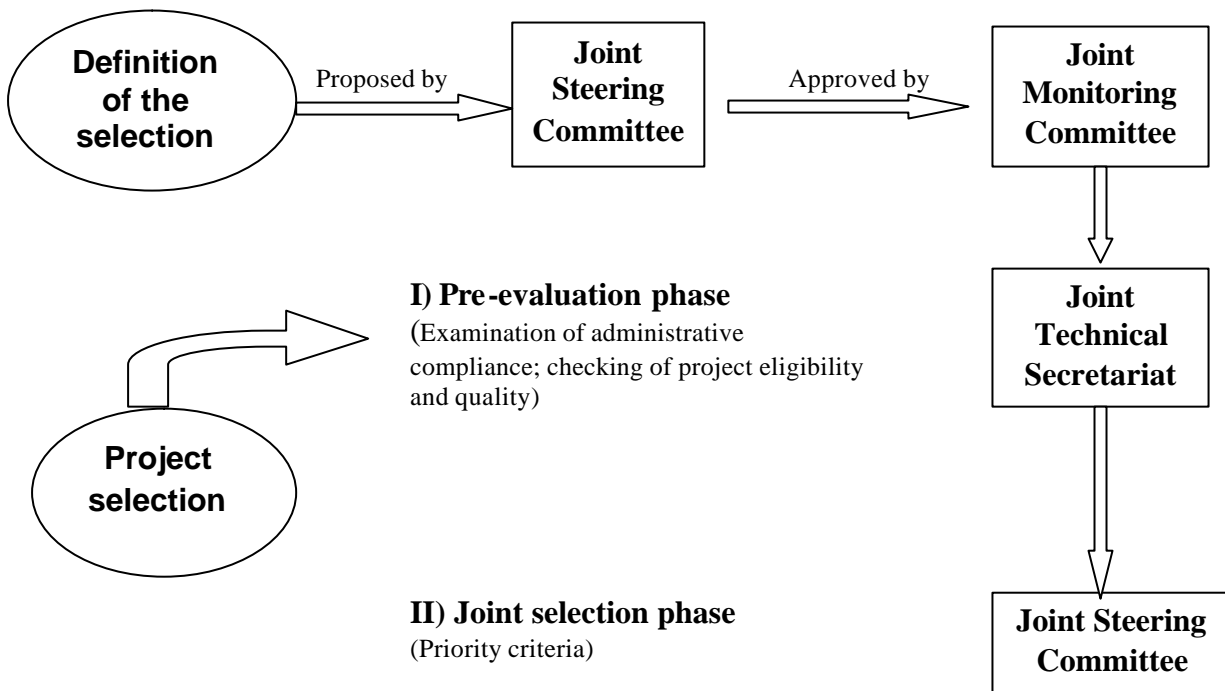 Definition
of the
selection
Proposed by
Joint
Steering
Committee
Approved by
Joint
Monitoring
Committee
I) Pre-evaluation phase
(Examination of administrative
compliance; checking of project eligibility
and quality)
Joint
Technical
Secretariat
Project
selection
II) Joint selection phase
(Priority criteria)
Joint Steering
Committee